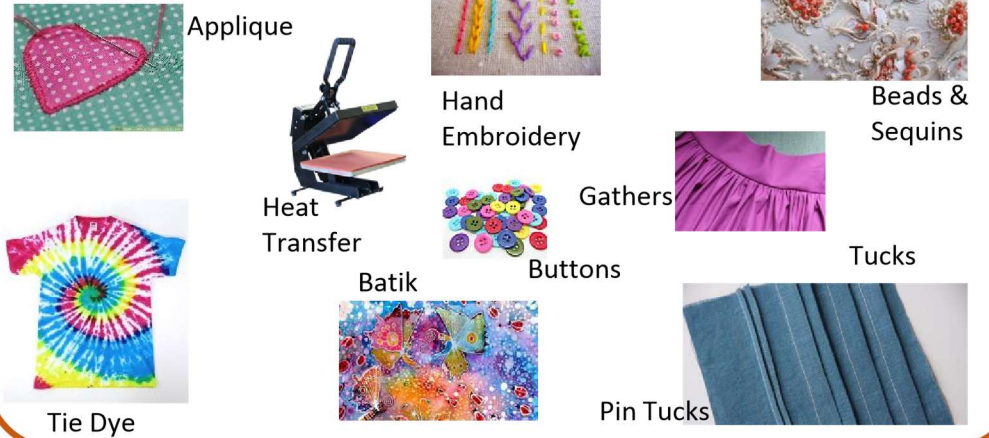 Applique
Hand
Embroidery
Beads &
Sequins
Heat
Transfer
Gathers
Buttons
Tucks
Batik
Pin Tucks
Tie Dye